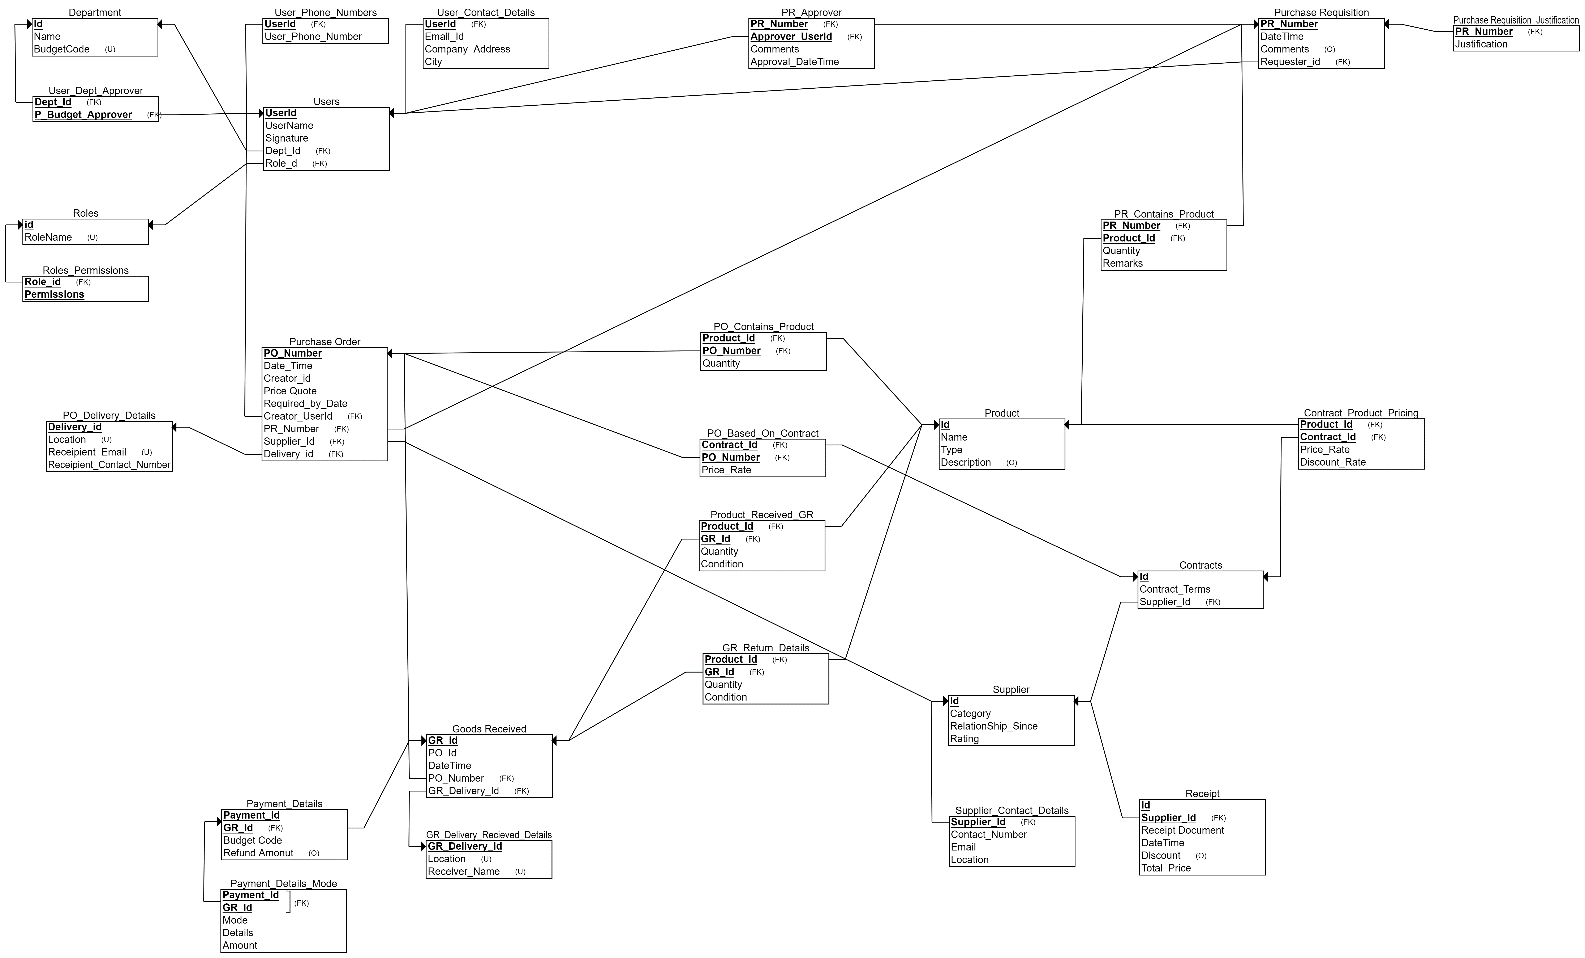 Department
Id
Name
BudgetCode (U)
User_Phone_Numbers
UserId (FK)
User_Phone_Number
User_Contact_Details
UserId (FK)
Email_Id
Company_Address
City
PR_Approver
PR_Number (FK)
Approver_UserId (FK)
Comments
Approval_DateTime
Purchase Requisition
PR_Number
DateTime
Comments (O)
Requester_id (FK)
Purchase Requisition_Justification
PR_Number (FK)
Justification
User_Dept_Approver
Dept_Id (FK)
P_Budget_Approver (FK)
Users
UserId
UserName
Signature
Dept_Id (FK)
Role_d (FK)
Roles
id
RoleName (U)
Roles_Permissions
Role_id (FK)
Permissions
PR_Contains_Product
PR_Number (FK)
Product_Id (FK)
Quantity
Remarks
Purchase Order
PO_Number
Date_Time
Creator_id
Price Quote
Required_by_Date
Creator_UserId (FK)
PR_Number (FK)
Supplier_Id (FK)
Delivery_id (FK)
PO_Contains_Product
Product_Id (FK)
PO_Number (FK)
Quantity
PO_Delivery_Details
Delivery_id
Location (U)
Receipient_Email (U)
Receipient_Contact_Number
PO_Based_On_Contract
Contract_Id (FK)
PO_Number (FK)
Price_Rate
Product
Id
Name
Type
Description (O)
Contract_Product_Pricing
Product_Id (FK)
Contract_Id (FK)
Price_Rate
Discount_Rate
Product_Received_GR
Product_Id (FK)
GR_Id (FK)
Quantity
Condition
Contracts
Id
Contract_Terms
Supplier_Id (FK)
GR_Return_Details
Product_Id (FK)
GR_Id (FK)
Quantity
Condition
Supplier
Id
Category
RelationShip_Since
Rating
Goods Received
GR_Id
PO_Id
DateTime
PO_Number (FK)
GR_Delivery_Id (FK)
Payment_Details
Payment_Id
GR_Id (FK)
Budget Code
Refund Amonut (O)
GR_Delivery_Recieved_Details
GR_Delivery_Id
Location (U)
Receiver_Name (U)
Supplier_Contact_Details
Supplier_Id (FK)
Contact_Number
Email
Location
Receipt
Id
Supplier_Id (FK)
Receipt Document
DateTime
Discount (O)
Total_Price
Payment_Details_Mode
Payment_Id
GR_Id (FK)
Mode
Details
Amount